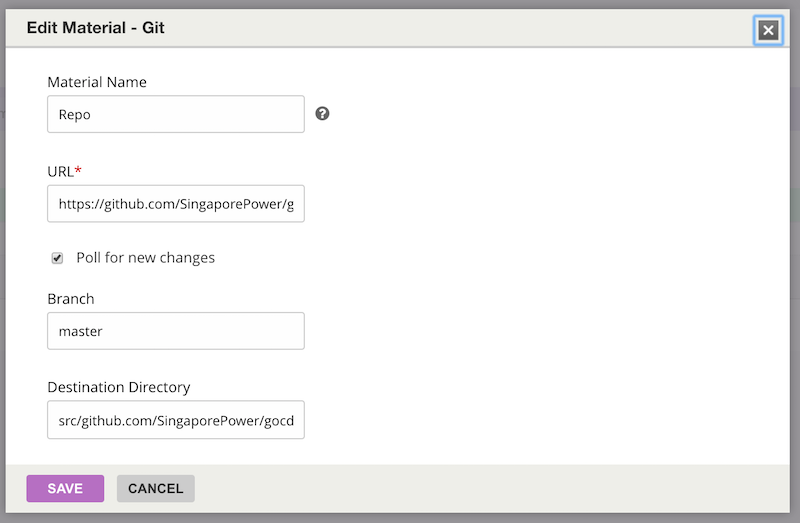 Edit Material - Git
Material Name
Repo
URL*
https://github.com/SingaporePower/g
Poll for new changes
Branch
master
Destination Directory
src/github.com/SingaporePower/gocd
SAVE CANCEL